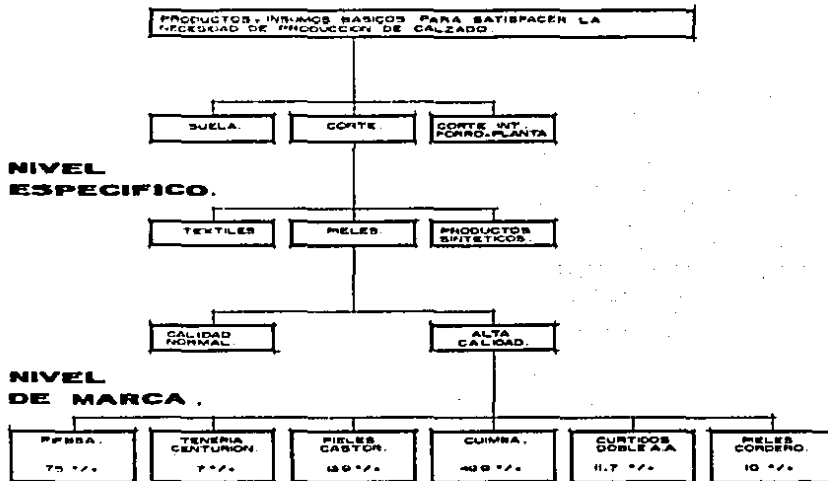 PRODUCTOS, INSUMOS BASICOS PARA SATISFACER LA
NECESIDAD DE PRODUCCION DE CALZADO.
SUELA. CORTE. CORTE INT.
FORRO-PLANTA
NIVEL
ESPECIFICO.
TEXTILES PIELES. PRODUCTOS
SINTETICOS.
CALIDAD
NORMAL. ALTA
CALIDAD.
NIVEL
DE MARCA.
TENERIA
CENTURION. PIELES
CASTOR. CUIMBA. CURTIDOS
DOBLE A.A PIELES
CORDERO.
7 % 11.7 % 10 %